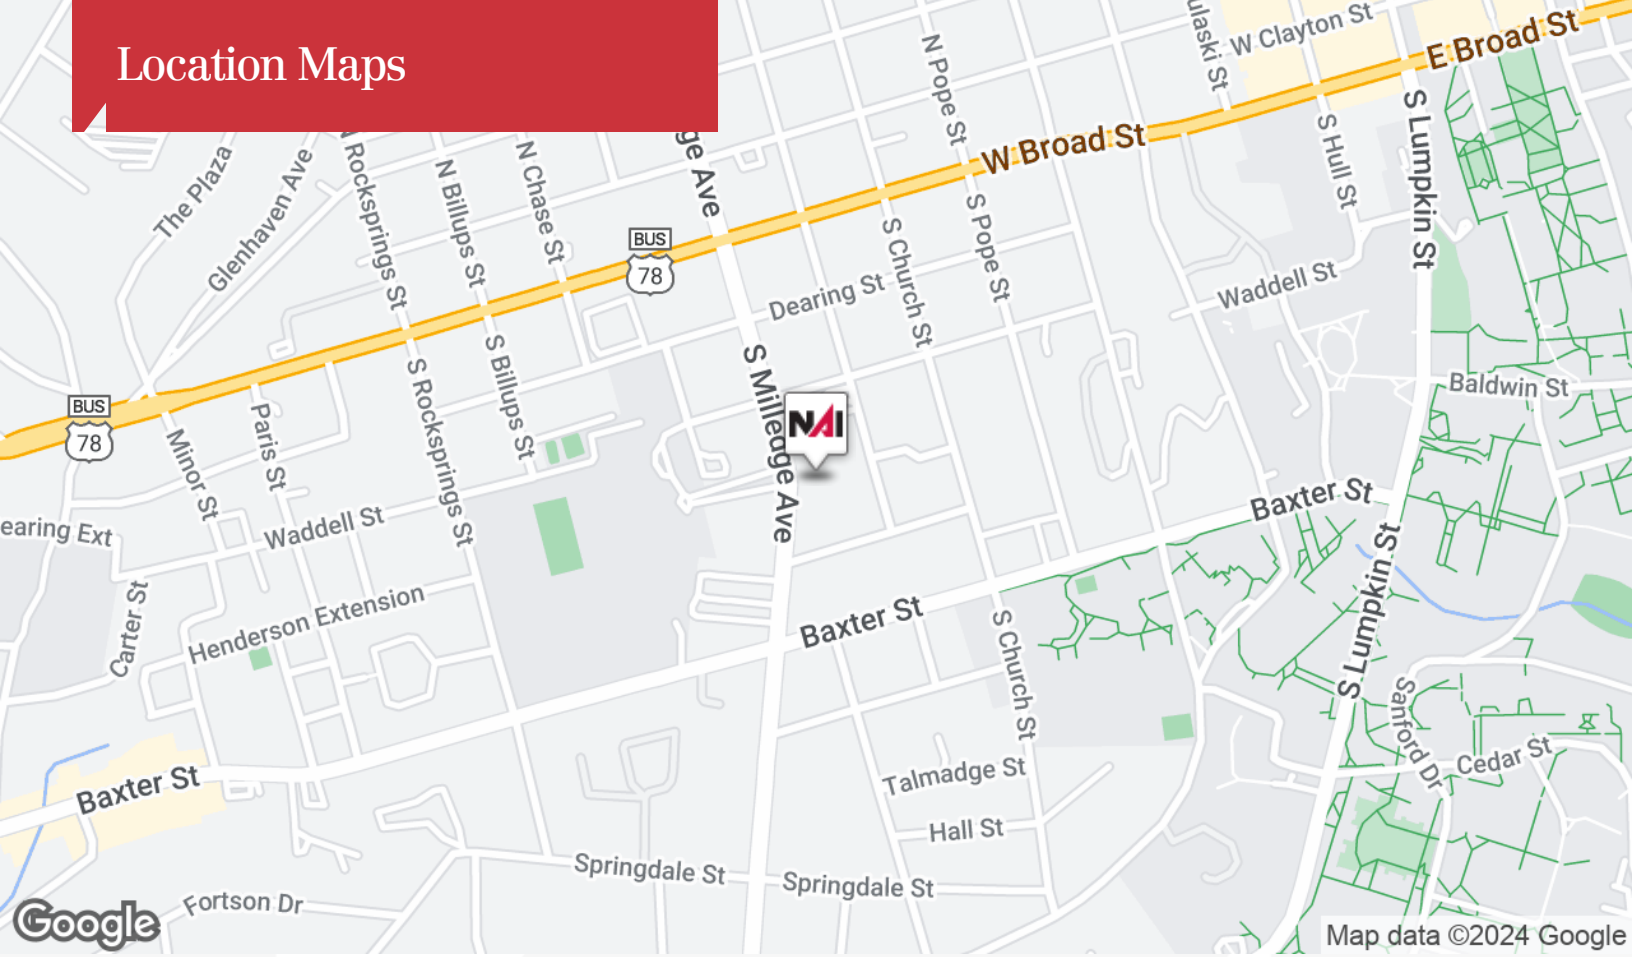 Location Maps
W Clayton St
E Broad St
N Pope St
S Lumpkin St
W Broad St
S Hull St
The Plaza
Glenhaven Ave
N Rocksprings St
N Billups St
N Chase St
BUS
78
S Church St
S Pope St
Dearing St
Waddell St
S Billups St
S Milledge Ave
NAI
S Rocksprings St
Baldwin St
BUS
78
Paris St
Minor St
Baxter St
Waddell St
Carter St
Henderson Extension
Baxter St
S Church St
S Lumpkin St
Sanford Dr
Cedar St
Baxter St
Talmadge St
Hall St
Springdale St
Springdale St
Fortson Dr
Google
Map data ©2024 Google